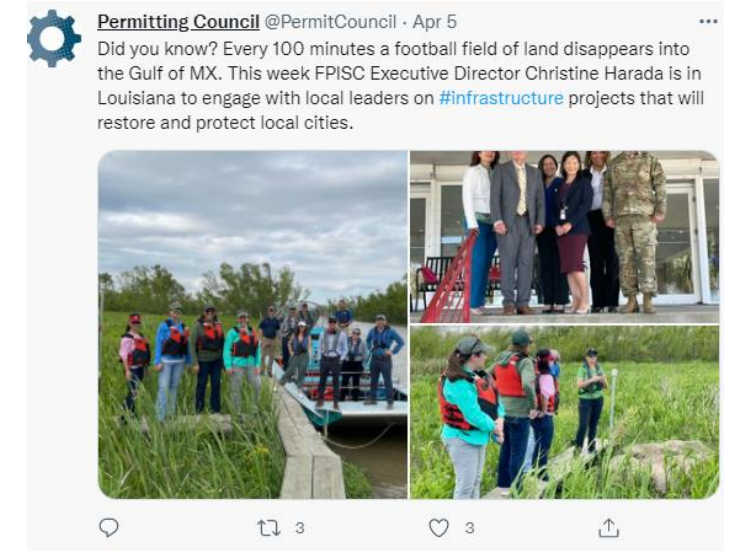 Permitting Council @PermitCouncil · Apr 5
Did you know? Every 100 minutes a football field of land disappears into
the Gulf of MX. This week FPISC Executive Director Christine Harada is in
Louisiana to engage with local leaders on #infrastructure projects that will
restore and protect local cities.
3
3